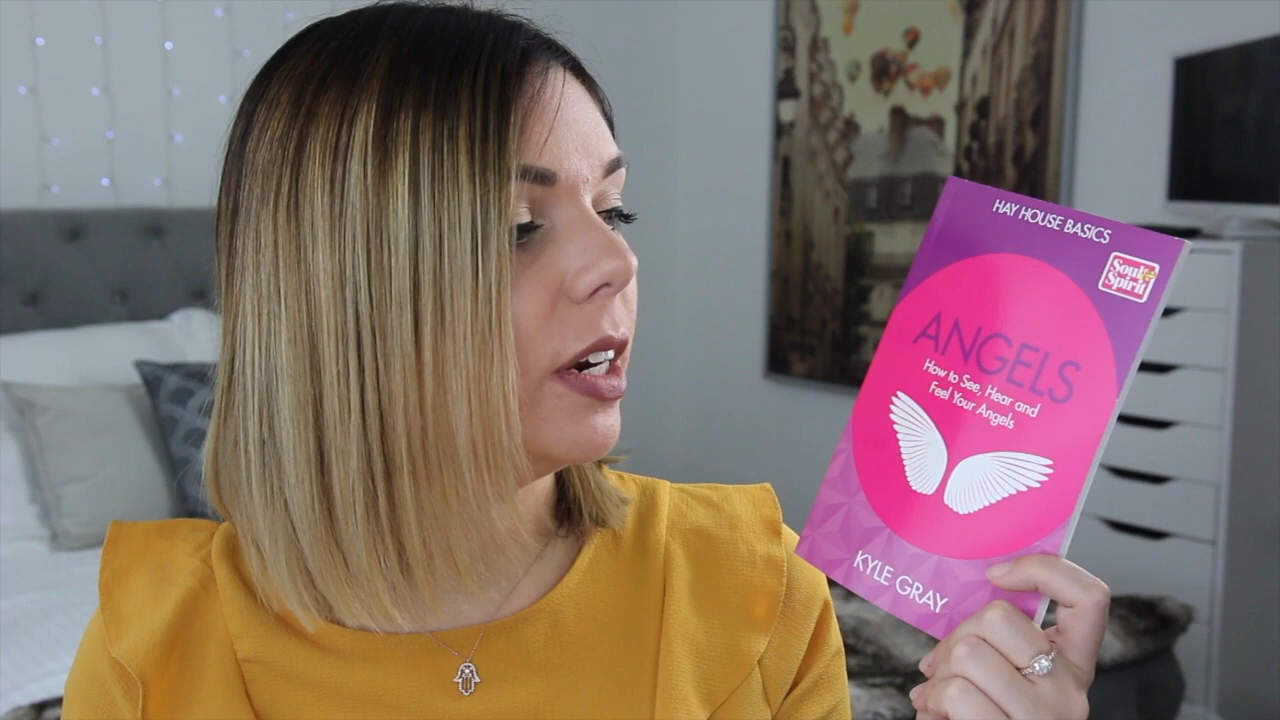 HAY HOUSE BASICS
Soul &
Spirit
ANGELS
How to See, Hear and
Feel Your Angels
KYLE GRAY